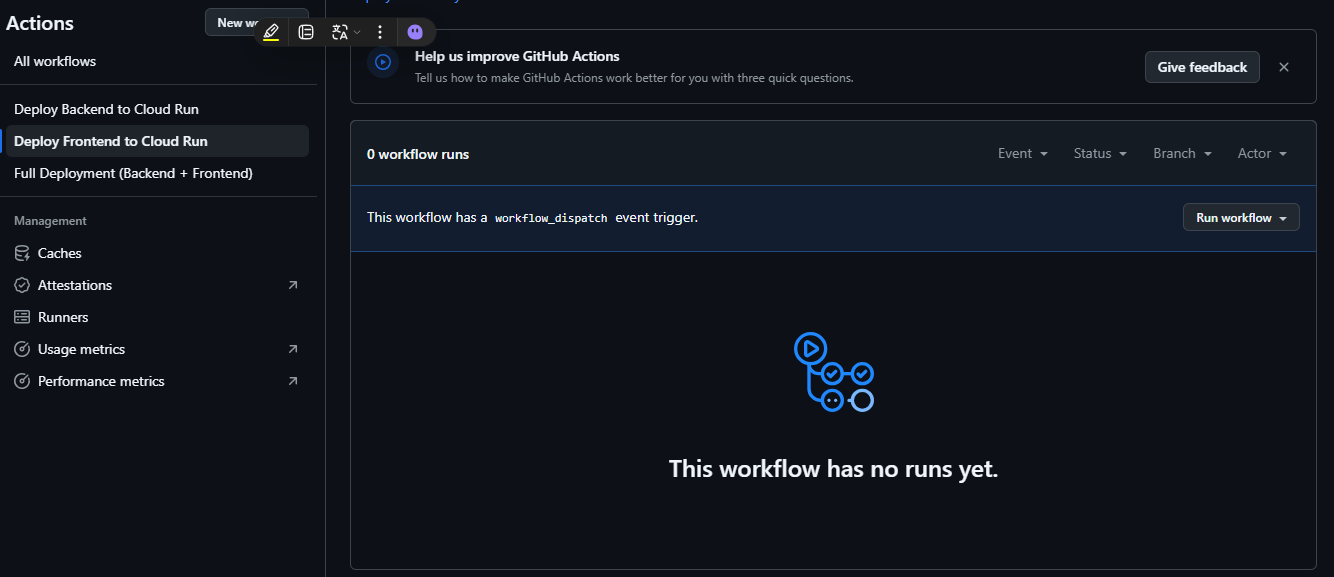 Actions
New w
All workflows
Deploy Backend to Cloud Run
Deploy Frontend to Cloud Run
Full Deployment (Backend + Frontend)
Management
Caches
Attestations
Runners
Usage metrics
Performance metrics
Help us improve GitHub Actions
Tell us how to make GitHub Actions work better for you with three quick questions.
Give feedback
0 workflow runs
Event
Status
Branch
Actor
This workflow has a workflow_dispatch event trigger.
Run workflow
This workflow has no runs yet.